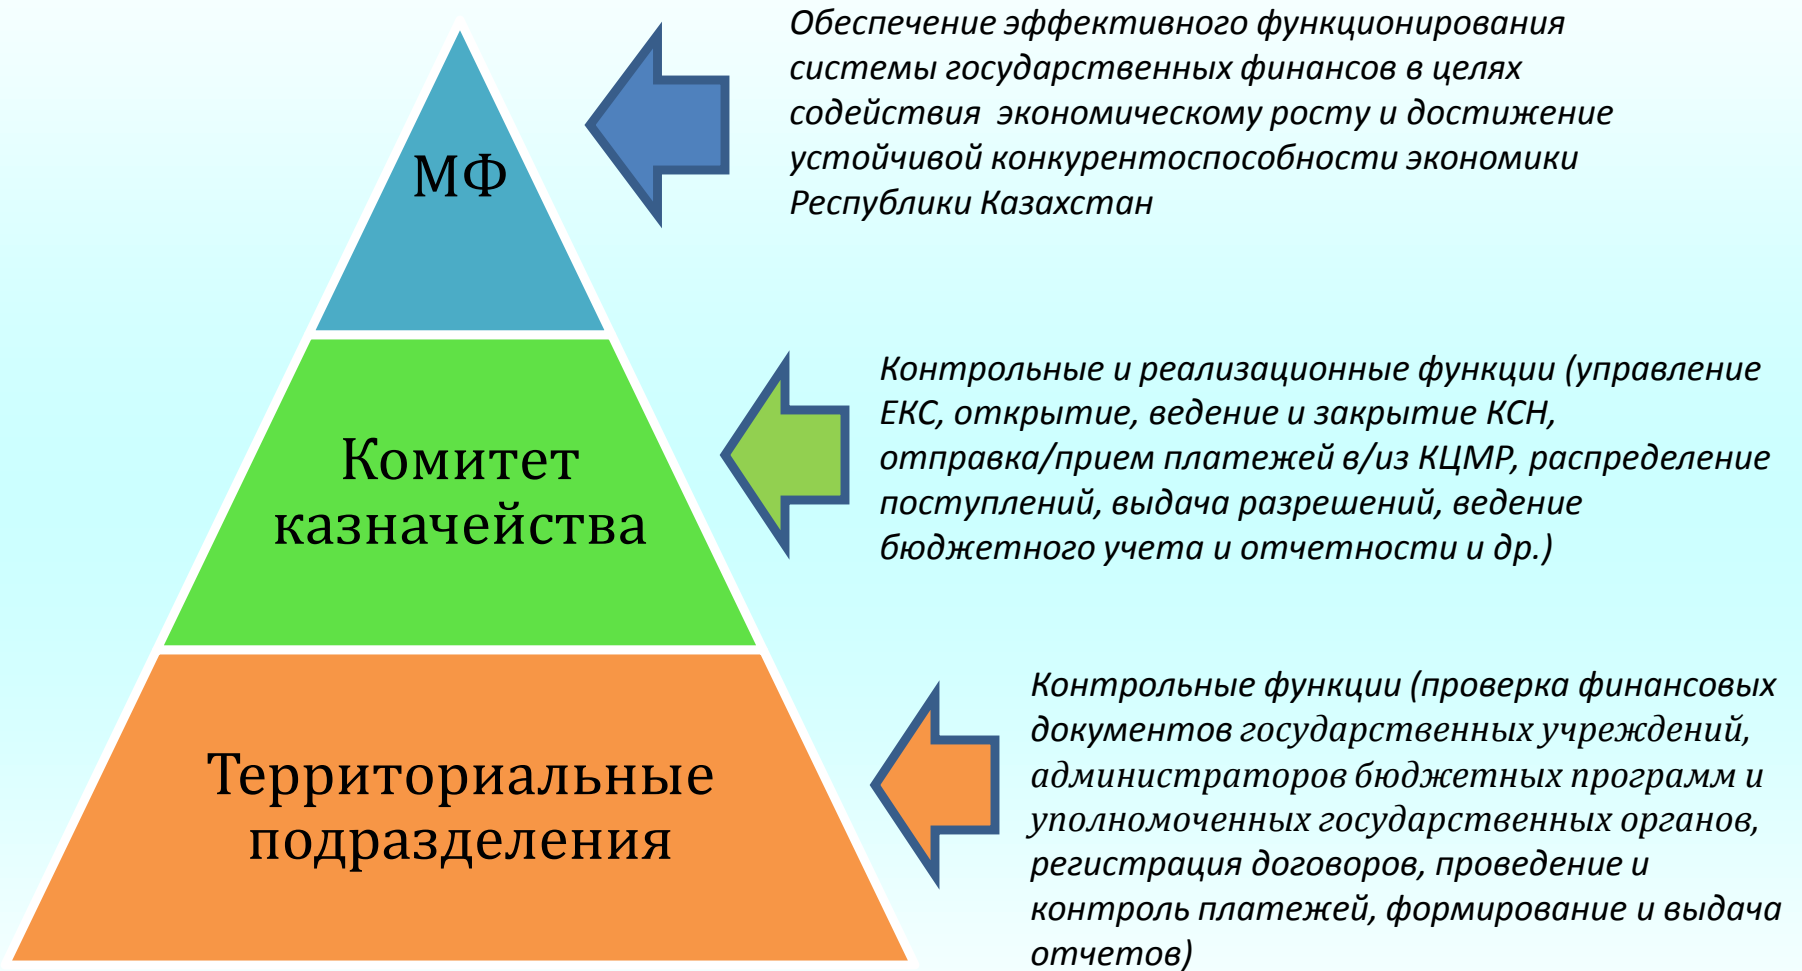 МФ
Обеспечение эффективного функционирования
системы государственных финансов в целях
содействия экономическому росту и достижение
устойчивой конкурентоспособности экономики
Республики Казахстан
Комитет
казначейства
Контрольные и реализационные функции (управление
ЕКС, открытие, ведение и закрытие КСН,
отправка/прием платежей в/из КЦМР, распределение
поступлений, выдача разрешений, ведение
бюджетного учета и отчетности и др.)
Территориальные
подразделения
Контрольные функции (проверка финансовых
документов государственных учреждений,
администраторов бюджетных программ и
уполномоченных государственных органов,
регистрация договоров, проведение и
контроль платежей, формирование и выдача
отчетов)